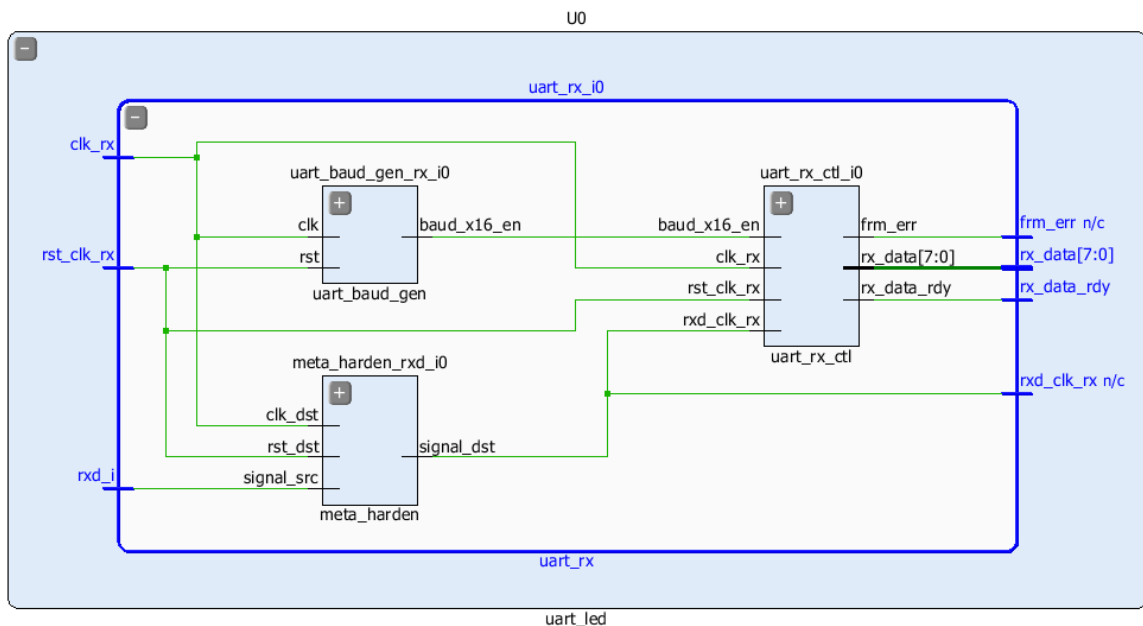 U0
uart_rx_i0
clk_rx
uart_baud_gen_rx_i0
uart_rx_ctl_i0
clk
baud_x16_en
baud_x16_en
frm_err
frm_err n/c
rst_clk_rx
rst
clk_rx
rx_data[7:0]
rx_data[7:0]
uart_baud_gen
rst_clk_rx
rx_data_rdy
rx_data_rdy
rxd_clk_rx
meta_harden_rxd_i0
uart_rx_ctl
rxd_clk_rx n/c
clk_dst
rst_dst
signal_dst
rxd_i
signal_src
meta_harden
uart_rx
uart_led